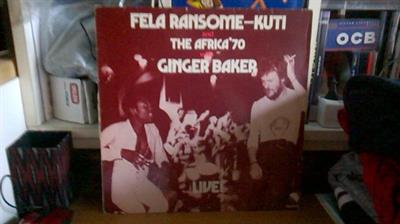 FELA RANSOME-KUTI
and
THE AFRICA'70
with
GINGER BAKER
LIVE!
OCB